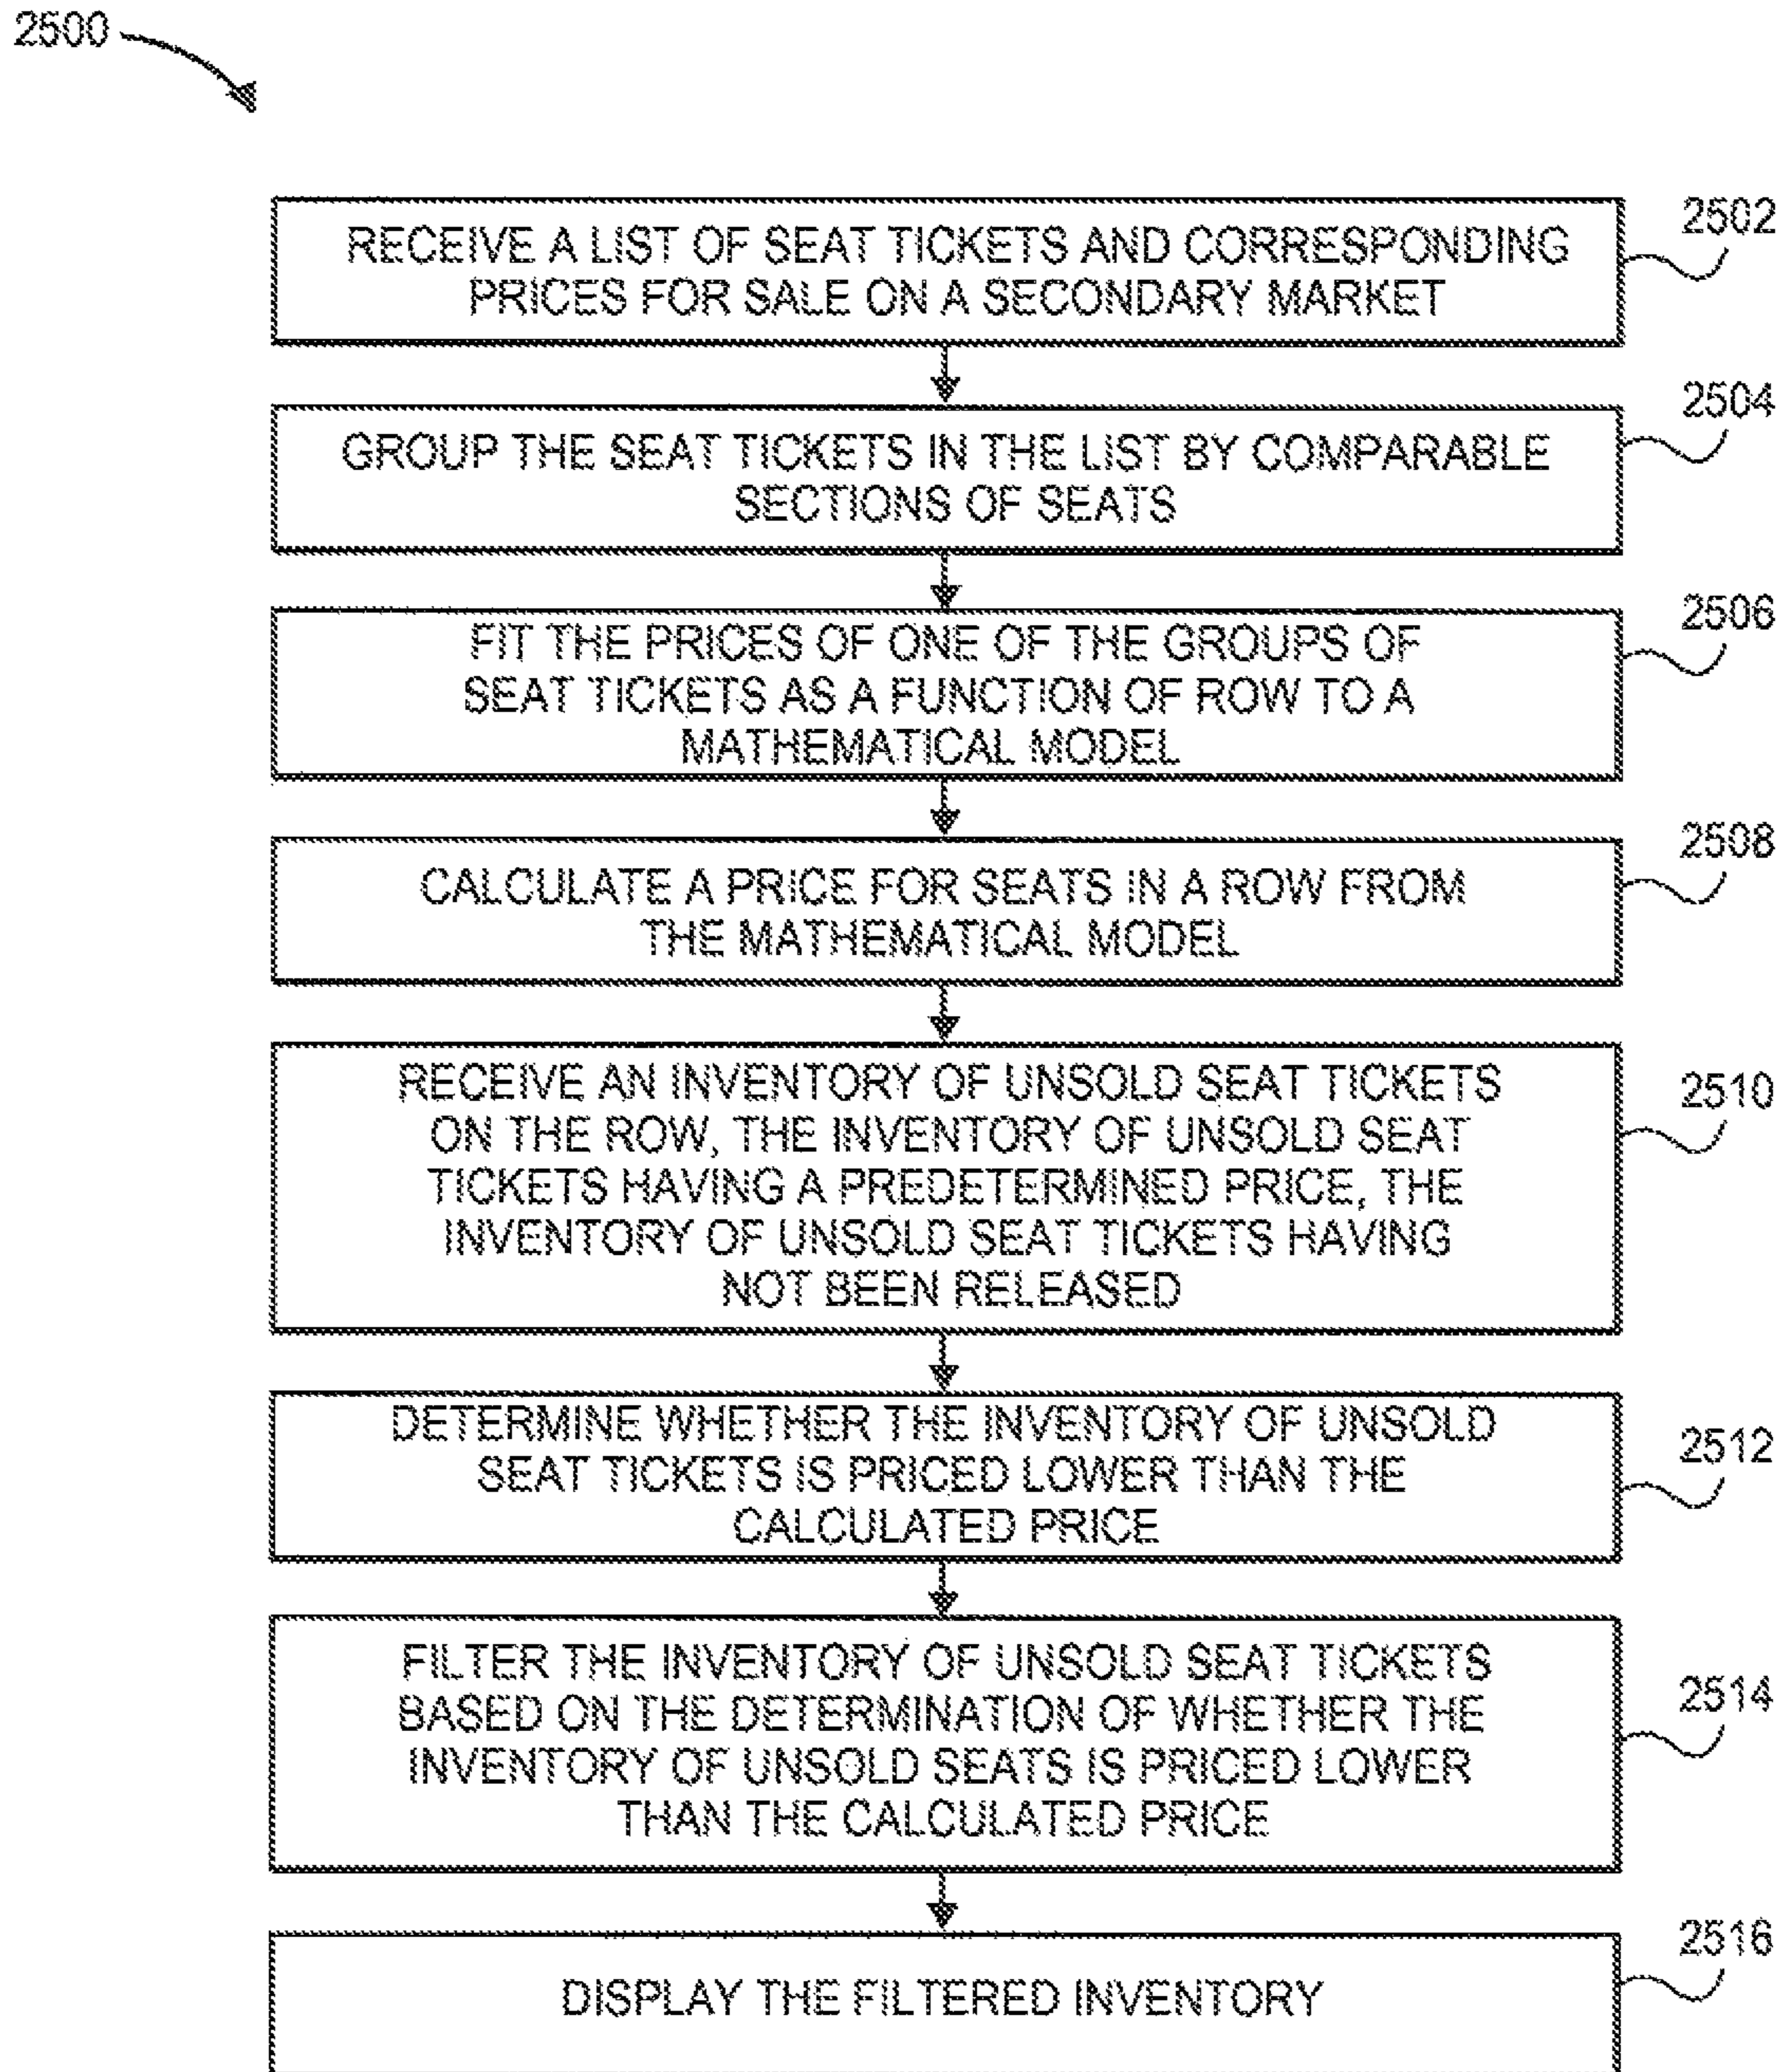 2500
RECEIVE A LIST OF SEAT TICKETS AND CORRESPONDING
PRICES FOR SALE ON A SECONDARY MARKET
2502
GROUP THE SEAT TICKETS IN THE LIST BY COMPARABLE
SECTIONS OF SEATS
2504
FIT THE PRICES OF ONE OF THE GROUPS OF
SEAT TICKETS AS A FUNCTION OF ROW TO A
MATHEMATICAL MODEL
2506
CALCULATE A PRICE FOR SEATS IN A ROW FROM
THE MATHEMATICAL MODEL
2508
RECEIVE AN INVENTORY OF UNSOLD SEAT TICKETS
ON THE ROW, THE INVENTORY OF UNSOLD SEAT
TICKETS HAVING A PREDETERMINED PRICE, THE
INVENTORY OF UNSOLD SEAT TICKETS HAVING
NOT BEEN RELEASED
2510
DETERMINE WHETHER THE INVENTORY OF UNSOLD
SEAT TICKETS IS PRICED LOWER THAN THE
CALCULATED PRICE
2512
FILTER THE INVENTORY OF UNSOLD SEAT TICKETS
BASED ON THE DETERMINATION OF WHETHER THE
INVENTORY OF UNSOLD SEATS IS PRICED LOWER
THAN THE CALCULATED PRICE
2514
DISPLAY THE FILTERED INVENTORY
2516